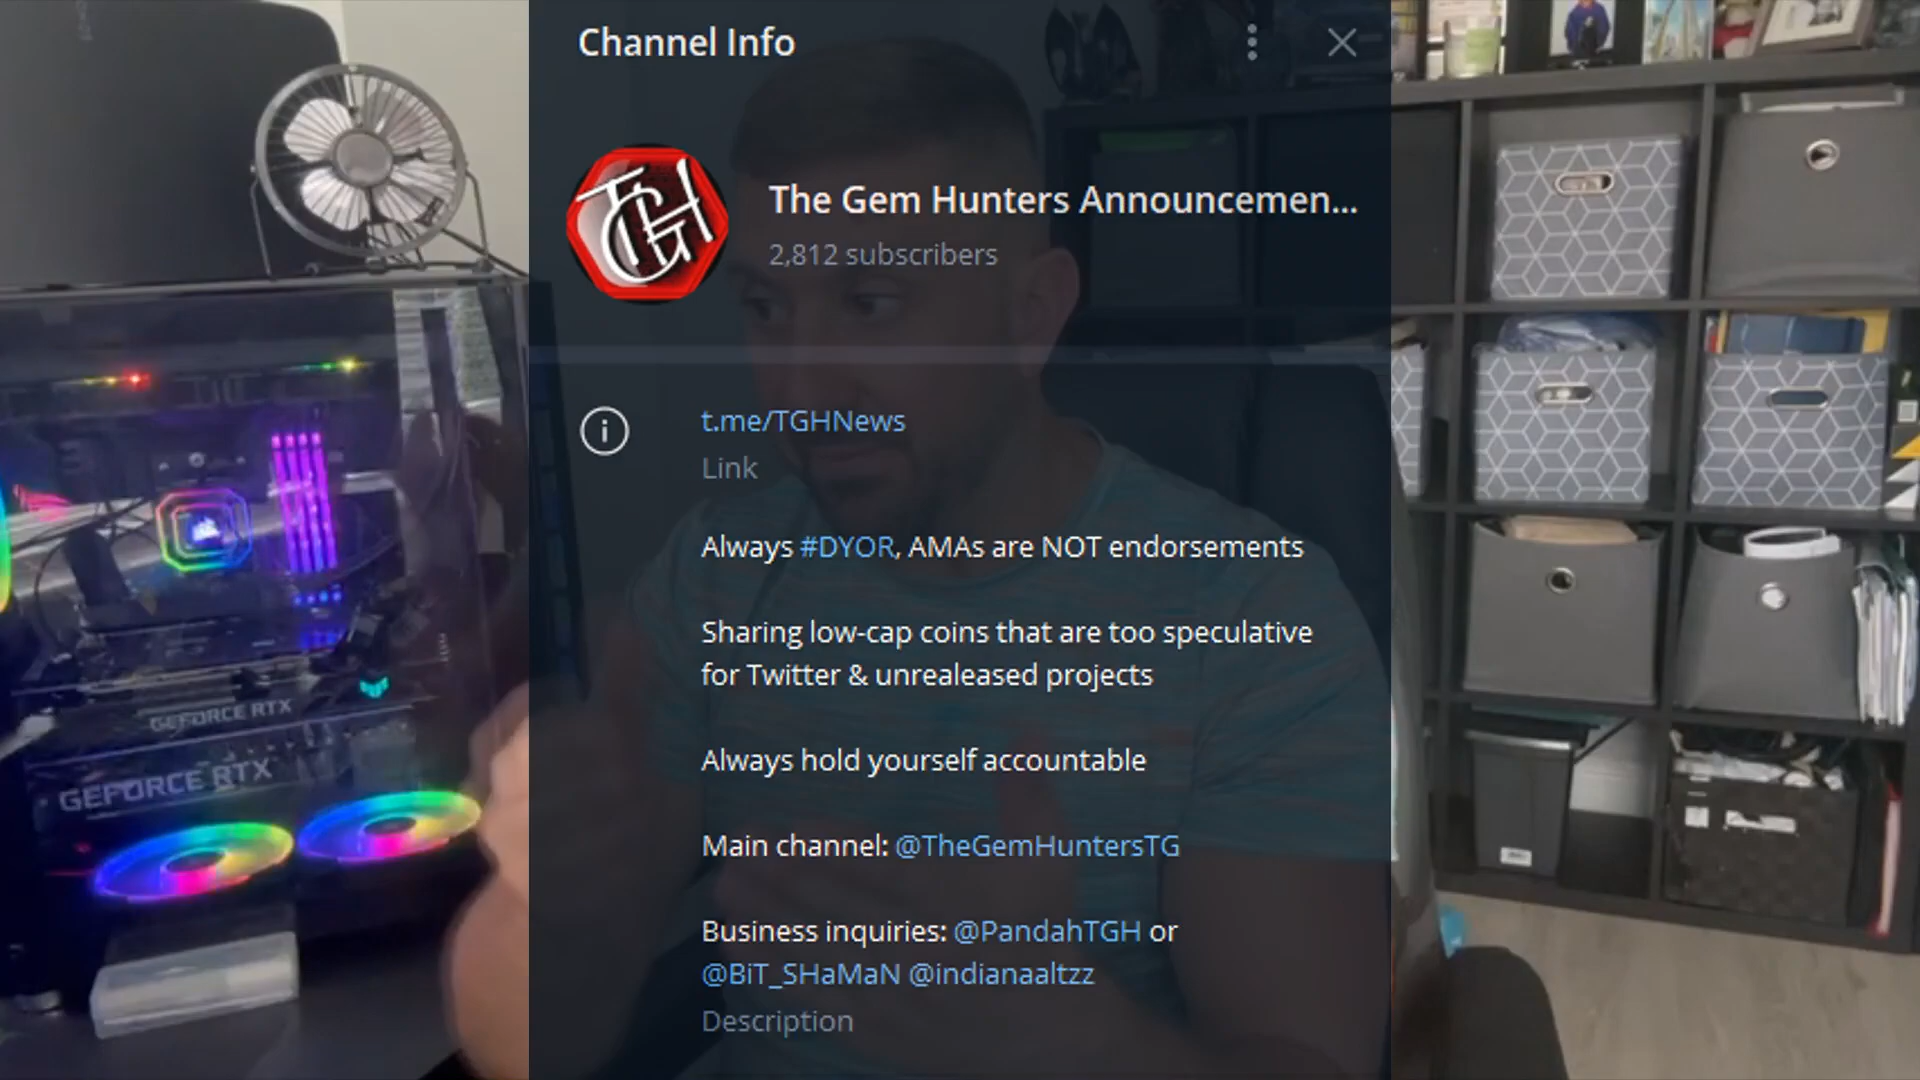 Channel Info
TGH
The Gem Hunters Announcemen...
2,812 subscribers
t.me/TGHNews
Link
Always #DYOR, AMAs are NOT endorsements
Sharing low-cap coins that are too speculative
for Twitter & unrealeased projects
Always hold yourself accountable
Main channel: @TheGemHuntersTG
Business inquiries: @PandahTGH or
@BiT_SHaMaN @indianaaltzz
Description
GEFORCE RTX
GEFORCE RTX